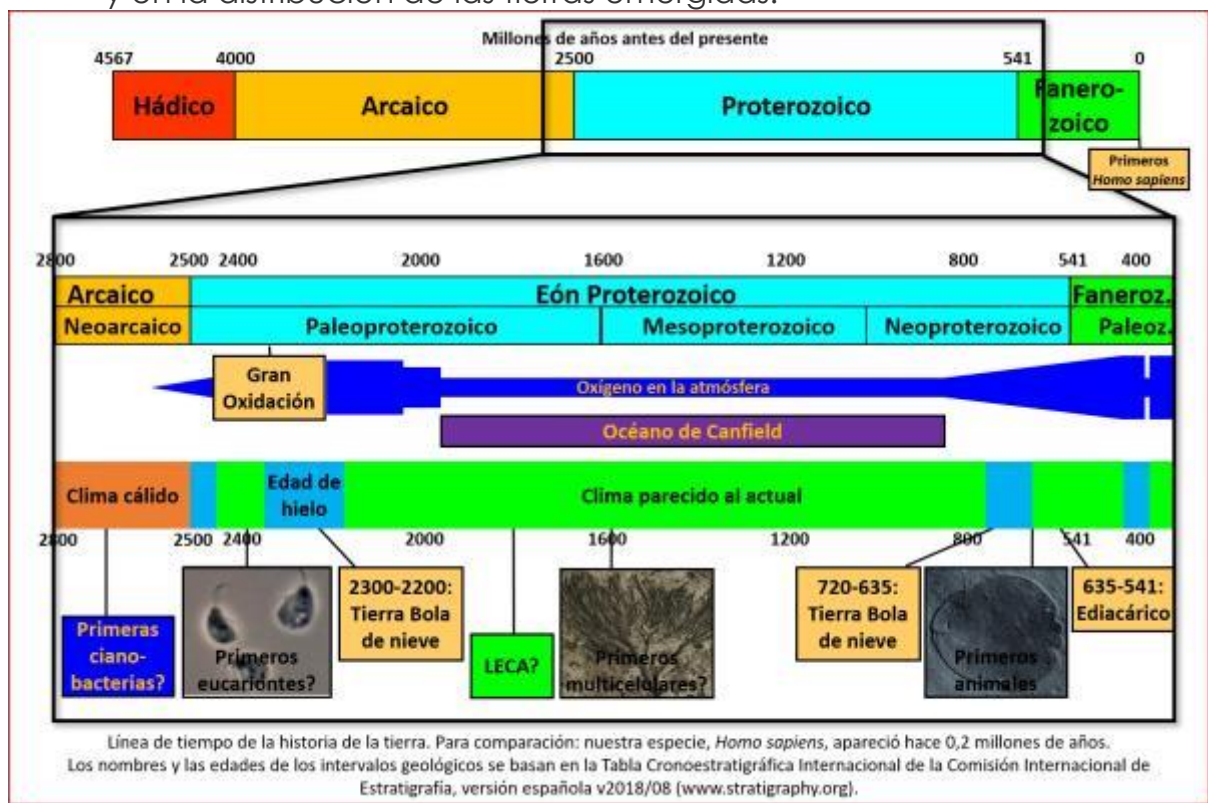 y en la distribución de las tierras emergidas.
Millones de años antes del presente
4567 4000 2500 541 0
Hádico Arcaico Proterozoico Fanero-
zoico
Primeros
Homo sapiens
2800 2500 2400 2000 1600 1200 800 541 400
Arcaico Eón Proterozoico Faneroz.
Neoarcaico Paleoproterozoico Mesoproterozoico Neoproterozoico Paleoz.
Gran
Oxidación
Oxígeno en la atmósfera
Océano de Canfield
Clima cálido
Edad de
hielo
Clima parecido al actual
2800 2500 2400 2000 1600 1200 800 541 400
Primeras
ciano-
bacterias?
Primeros
eucariontes?
2300-2200:
Tierra Bola
de nieve
LECA?
Primeros
multicelulares?
720-635:
Tierra Bola
de nieve
Primeros
animales
635-541:
Ediacárico
Línea de tiempo de la historia de la tierra. Para comparación: nuestra especie, Homo sapiens, apareció hace 0,2 millones de años.
Los nombres y las edades de los intervalos geológicos se basan en la Tabla Cronoestratigráfica Internacional de la Comisión Internacional de
Estratigrafía, versión española v2018/08 (www.stratigraphy.org).